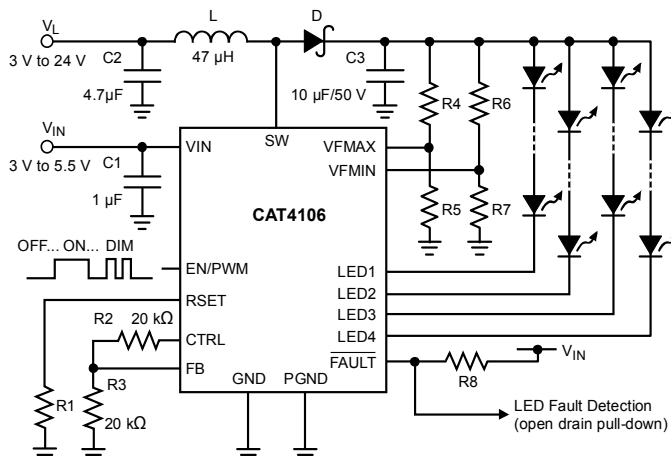 VL
L
D
3 V to 24 V
C2
47 µH
C3
4.7µF
10 µF/50 V
R4
R6
VIN
3 V to 5.5 V
C1
1 µF
VIN
SW
VFMAX
VFMIN
R5
R7
CAT4106
OFF... ON... DIM
EN/PWM
LED1
RSET
LED2
R2
20 kΩ
CTRL
LED3
LED4
FB
FAULT
VIN
R8
R1
R3
20 kΩ
GND
PGND
LED Fault Detection
(open drain pull-down)